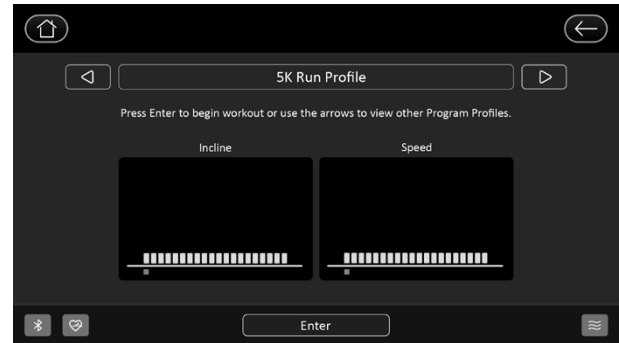 5K Run Profile
Press Enter to begin workout or use the arrows to view other Program Profiles.
Incline
Speed
Enter